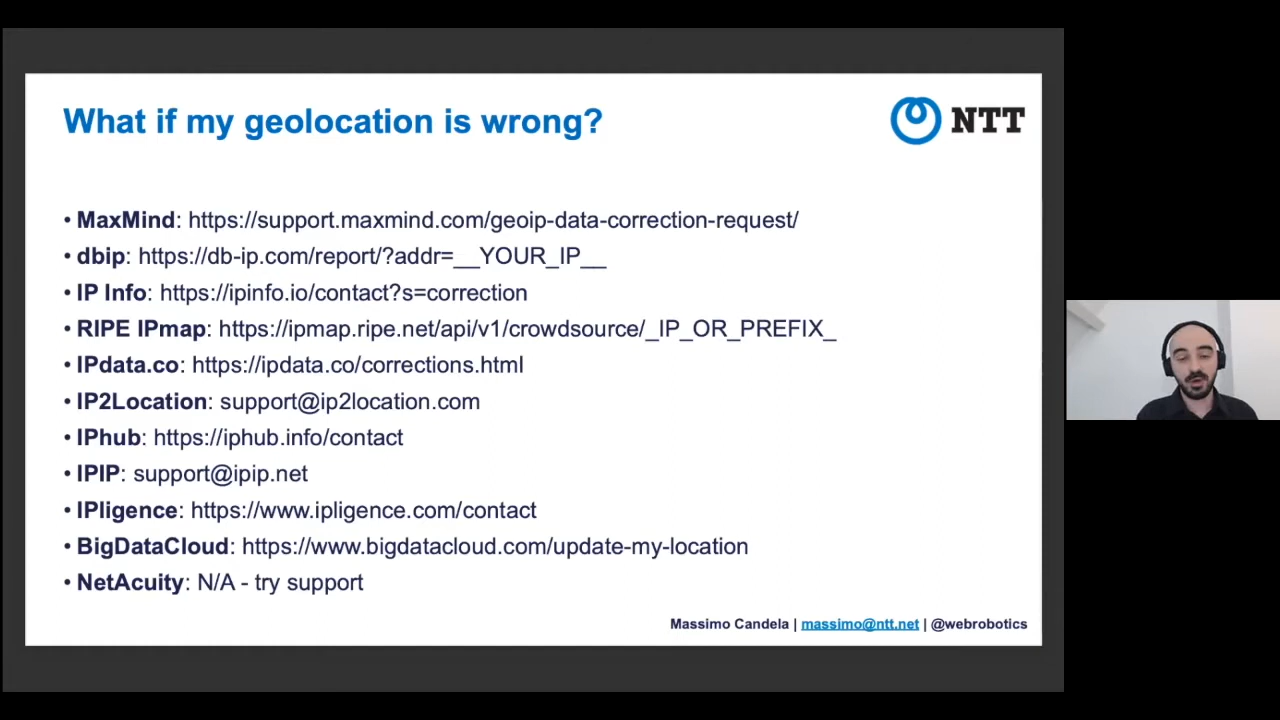 What if my geolocation is wrong?
NTT
• MaxMind: https://support.maxmind.com/geoip-data-correction-request/
• dbip: https://db-ip.com/report/?addr=__YOUR_IP__
• IP Info: https://ipinfo.io/contact?s=correction
• RIPE IPmap: https://ipmap.ripe.net/api/v1/crowdsource/_IP_OR_PREFIX_
• IPdata.co: https://ipdata.co/corrections.html
• IP2Location: support@ip2location.com
• IPhub: https://iphub.info/contact
• IPIP: support@ipip.net
• IPligence: https://www.ipligence.com/contact
• BigDataCloud: https://www.bigdatacloud.com/update-my-location
• NetAcuity: N/A - try support
Massimo Candela | massimo@ntt.net | @webrobotics